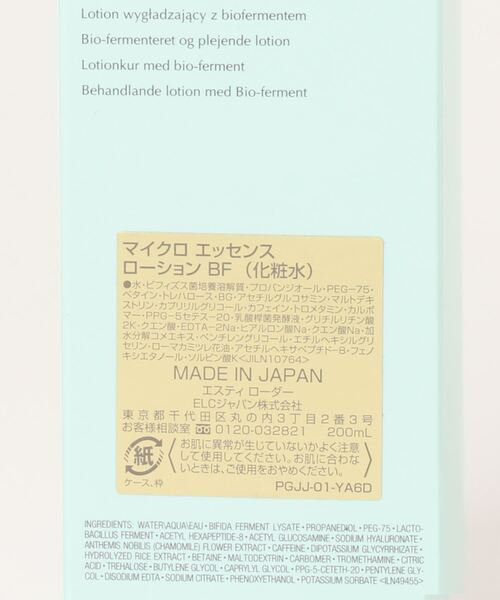 Lotion wygładzający z biofermentem
Bio-fermenteret og plejende lotion
Lotionkur med bio-ferment
Behandlande lotion med Bio-ferment
マイクロ エッセンス
ローション BF （化粧水）
●水・ビフィズス菌培養溶解質・プロパンジオール・PEG-75・
ベタイン・トレハロース・BG・アセチルグルコサミン・マルトデキ
ストリン・カプリリルグリコール・カフェイン・トロメタミン・カルボ
マー・PPG-5セテス-20・乳酸桿菌発酵液・グリチルリチン酸
2K・クエン酸・EDTA-2Na・ヒアルロン酸Na・クエン酸Na・加
水分解コメエキス・ペンチレングリコール・エチルヘキシルグリ
セリン・ローマカミツレ花油・アセチルヘキサペプチド-8・フェノ
キシエタノール・ソルビン酸K<JILN10764>
MADE IN JAPAN
エスティ ローダー
ELCジャパン株式会社
東京都千代田区丸の内3丁目2番3号
お客様相談室 0120-032821 200mL
紙
ケース、枠
お肌に異常が生じていないかよく注意
して使用してください。お肌に合わな
いときは、ご使用をおやめください。
PGJJ-01-YA6D
INGREDIENTS: WATER\AQUA\EAU • BIFIDA FERMENT LYSATE • PROPANEDIOL • PEG-75 • LACTO-
BACILLUS FERMENT • ACETYL HEXAPEPTIDE-8 • ACETYL GLUCOSAMINE • SODIUM HYALURONATE •
ANTHEMIS NOBILIS (CHAMOMILE) FLOWER EXTRACT • CAFFEINE • DIPOTASSIUM GLYCYRRHIZATE •
HYDROLYZED RICE EXTRACT • BETAINE • MALTODEXTRIN • CARBOMER • TROMETHAMINE • CITRIC
ACID • TREHALOSE • BUTYLENE GLYCOL • CAPRYLYL GLYCOL • PPG-5-CETETH-20 • PENTYLENE GLY-
COL • DISODIUM EDTA • SODIUM CITRATE • PHENOXYETHANOL • POTASSIUM SORBATE <ILN49455>